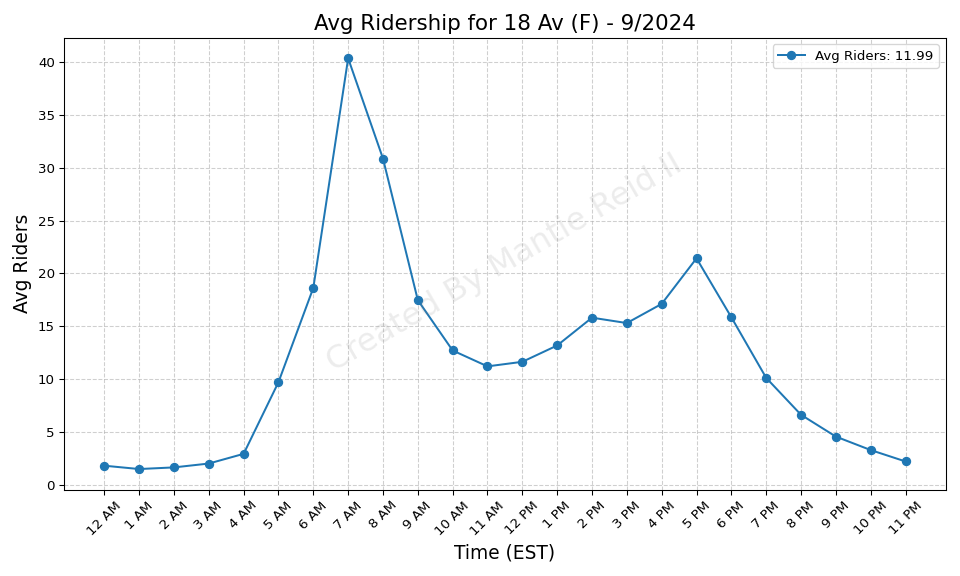 Avg Ridership for 18 Av (F) - 9/2024
Avg Riders: 11.99
Avg Riders
40
35
30
25
20
15
10
5
0
Created By Mantle Reid II
12 AM
1 AM
2 AM
3 AM
4 AM
5 AM
6 AM
7 AM
8 AM
9 AM
10 AM
11 AM
12 PM
1 PM
2 PM
3 PM
4 PM
5 PM
6 PM
7 PM
8 PM
9 PM
10 PM
11 PM
Time (EST)